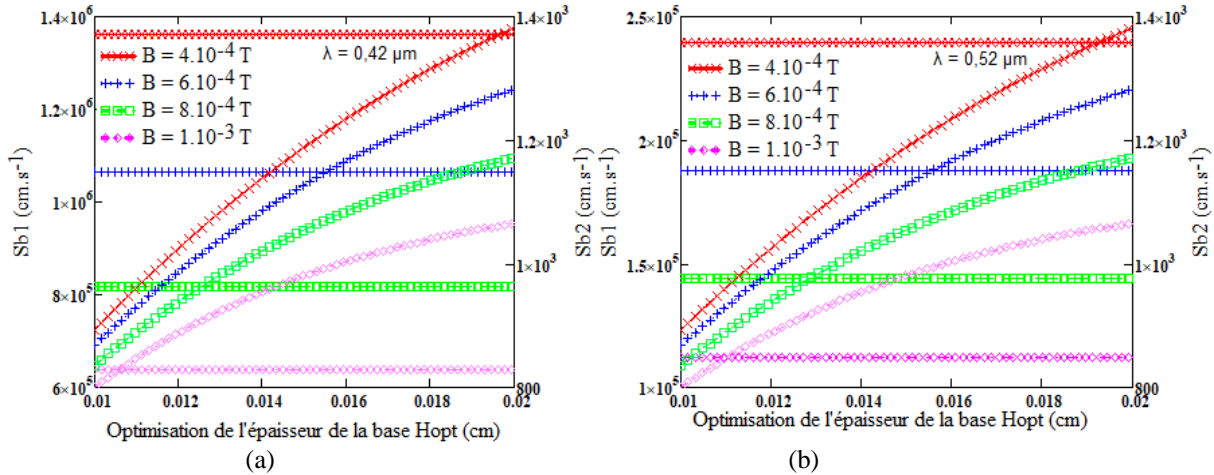 1.4×10⁶
1.2×10⁶
1×10⁶
8×10⁵
6×10⁵
Sb1 (cm.s⁻¹)
B = 4.10⁻⁴ T
B = 6.10⁻⁴ T
B = 8.10⁻⁴ T
B = 1.10⁻³ T
λ = 0,42 µm
1.4×10³
1.2×10³
1×10³
800
Sb2 (cm.s⁻¹)
0.01 0.012 0.014 0.016 0.018 0.02
Optimisation de l'épaisseur de la base Hopt (cm)
(a)
2.5×10⁵
2×10⁵
1.5×10⁵
1×10⁵
Sb1 (cm.s⁻¹)
B = 4.10⁻⁴ T
B = 6.10⁻⁴ T
B = 8.10⁻⁴ T
B = 1.10⁻³ T
λ = 0,52 µm
1.4×10³
1.2×10³
1×10³
800
Sb2 (cm.s⁻¹)
0.01 0.012 0.014 0.016 0.018 0.02
Optimisation de l'épaisseur de la base Hopt (cm)
(b)